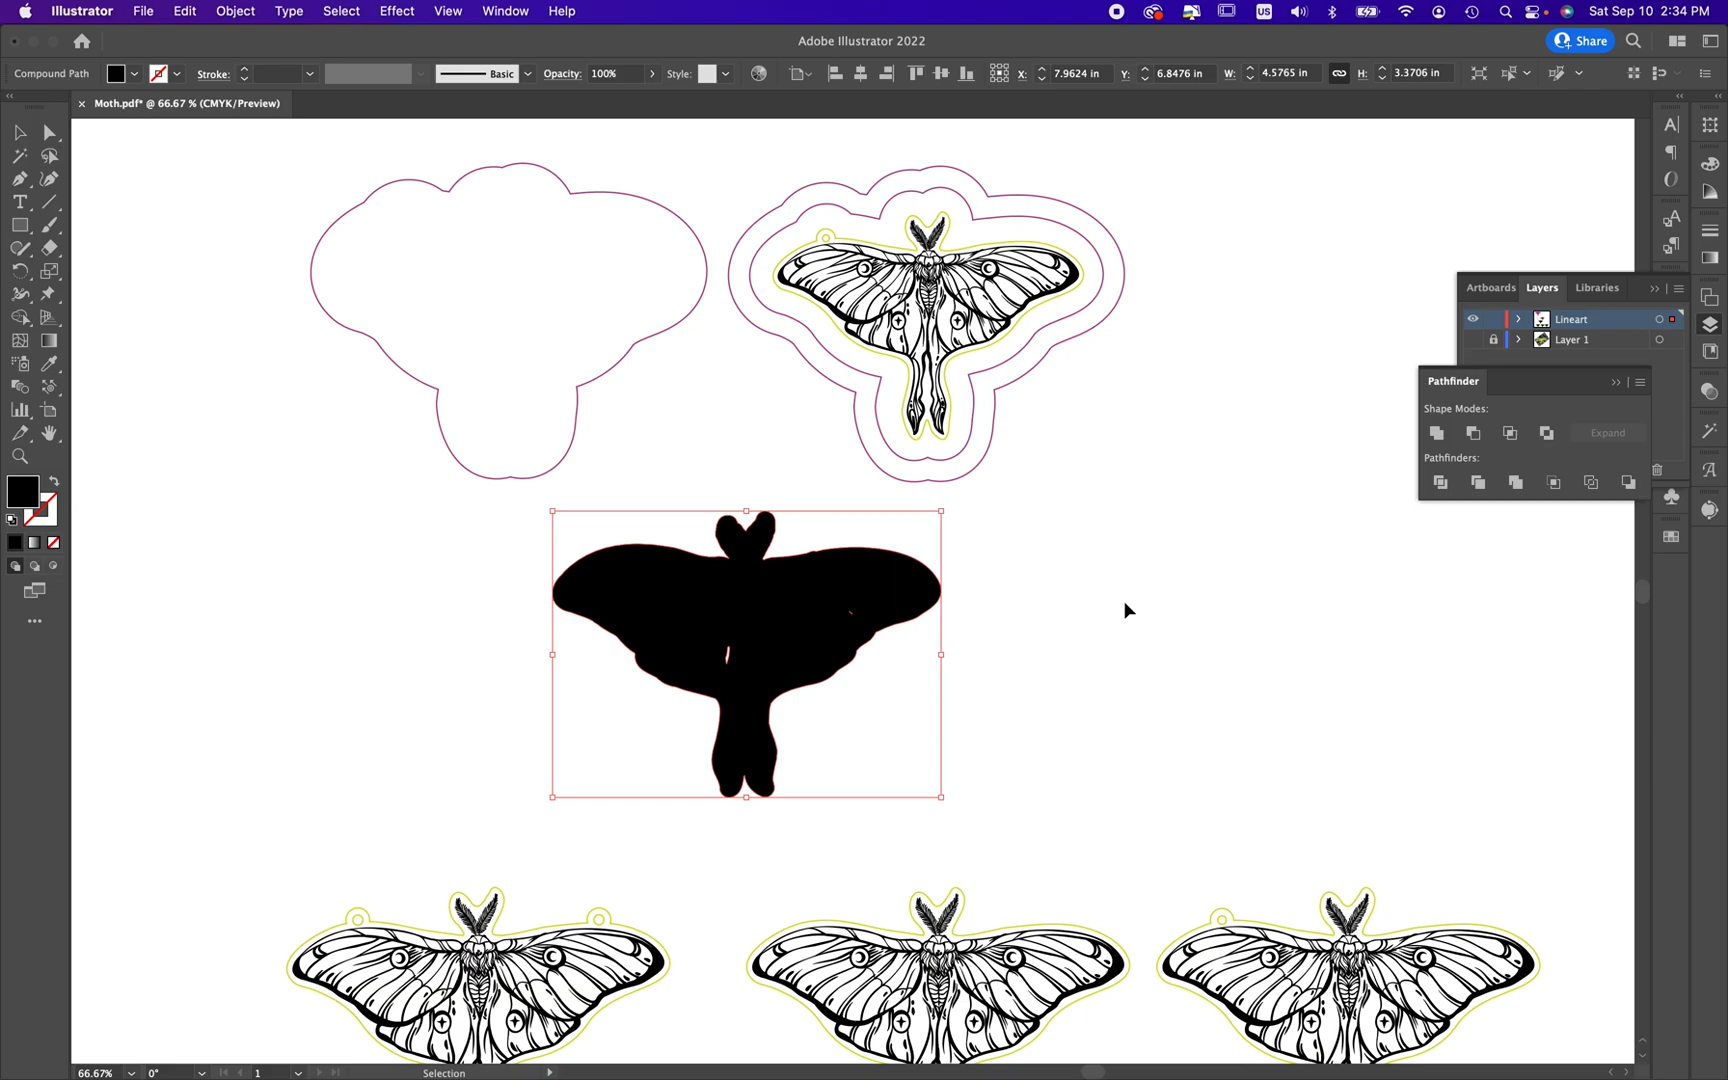 Illustrator File Edit Object Type Select Effect View Window Help
US
Sat Sep 10 2:34 PM
Adobe Illustrator 2022
Share
Compound Path
Stroke:
Basic
Opacity: 100%
Style:
X: 7.9624 in
Y: 6.8476 in
W: 4.5765 in
H: 3.3706 in
Moth.pdf* @ 66.67 % (CMYK/Preview)
Artboards Layers Libraries
Lineart
Layer 1
Pathfinder
Shape Modes:
Expand
Pathfinders:
66.67%
0°
1
Selection